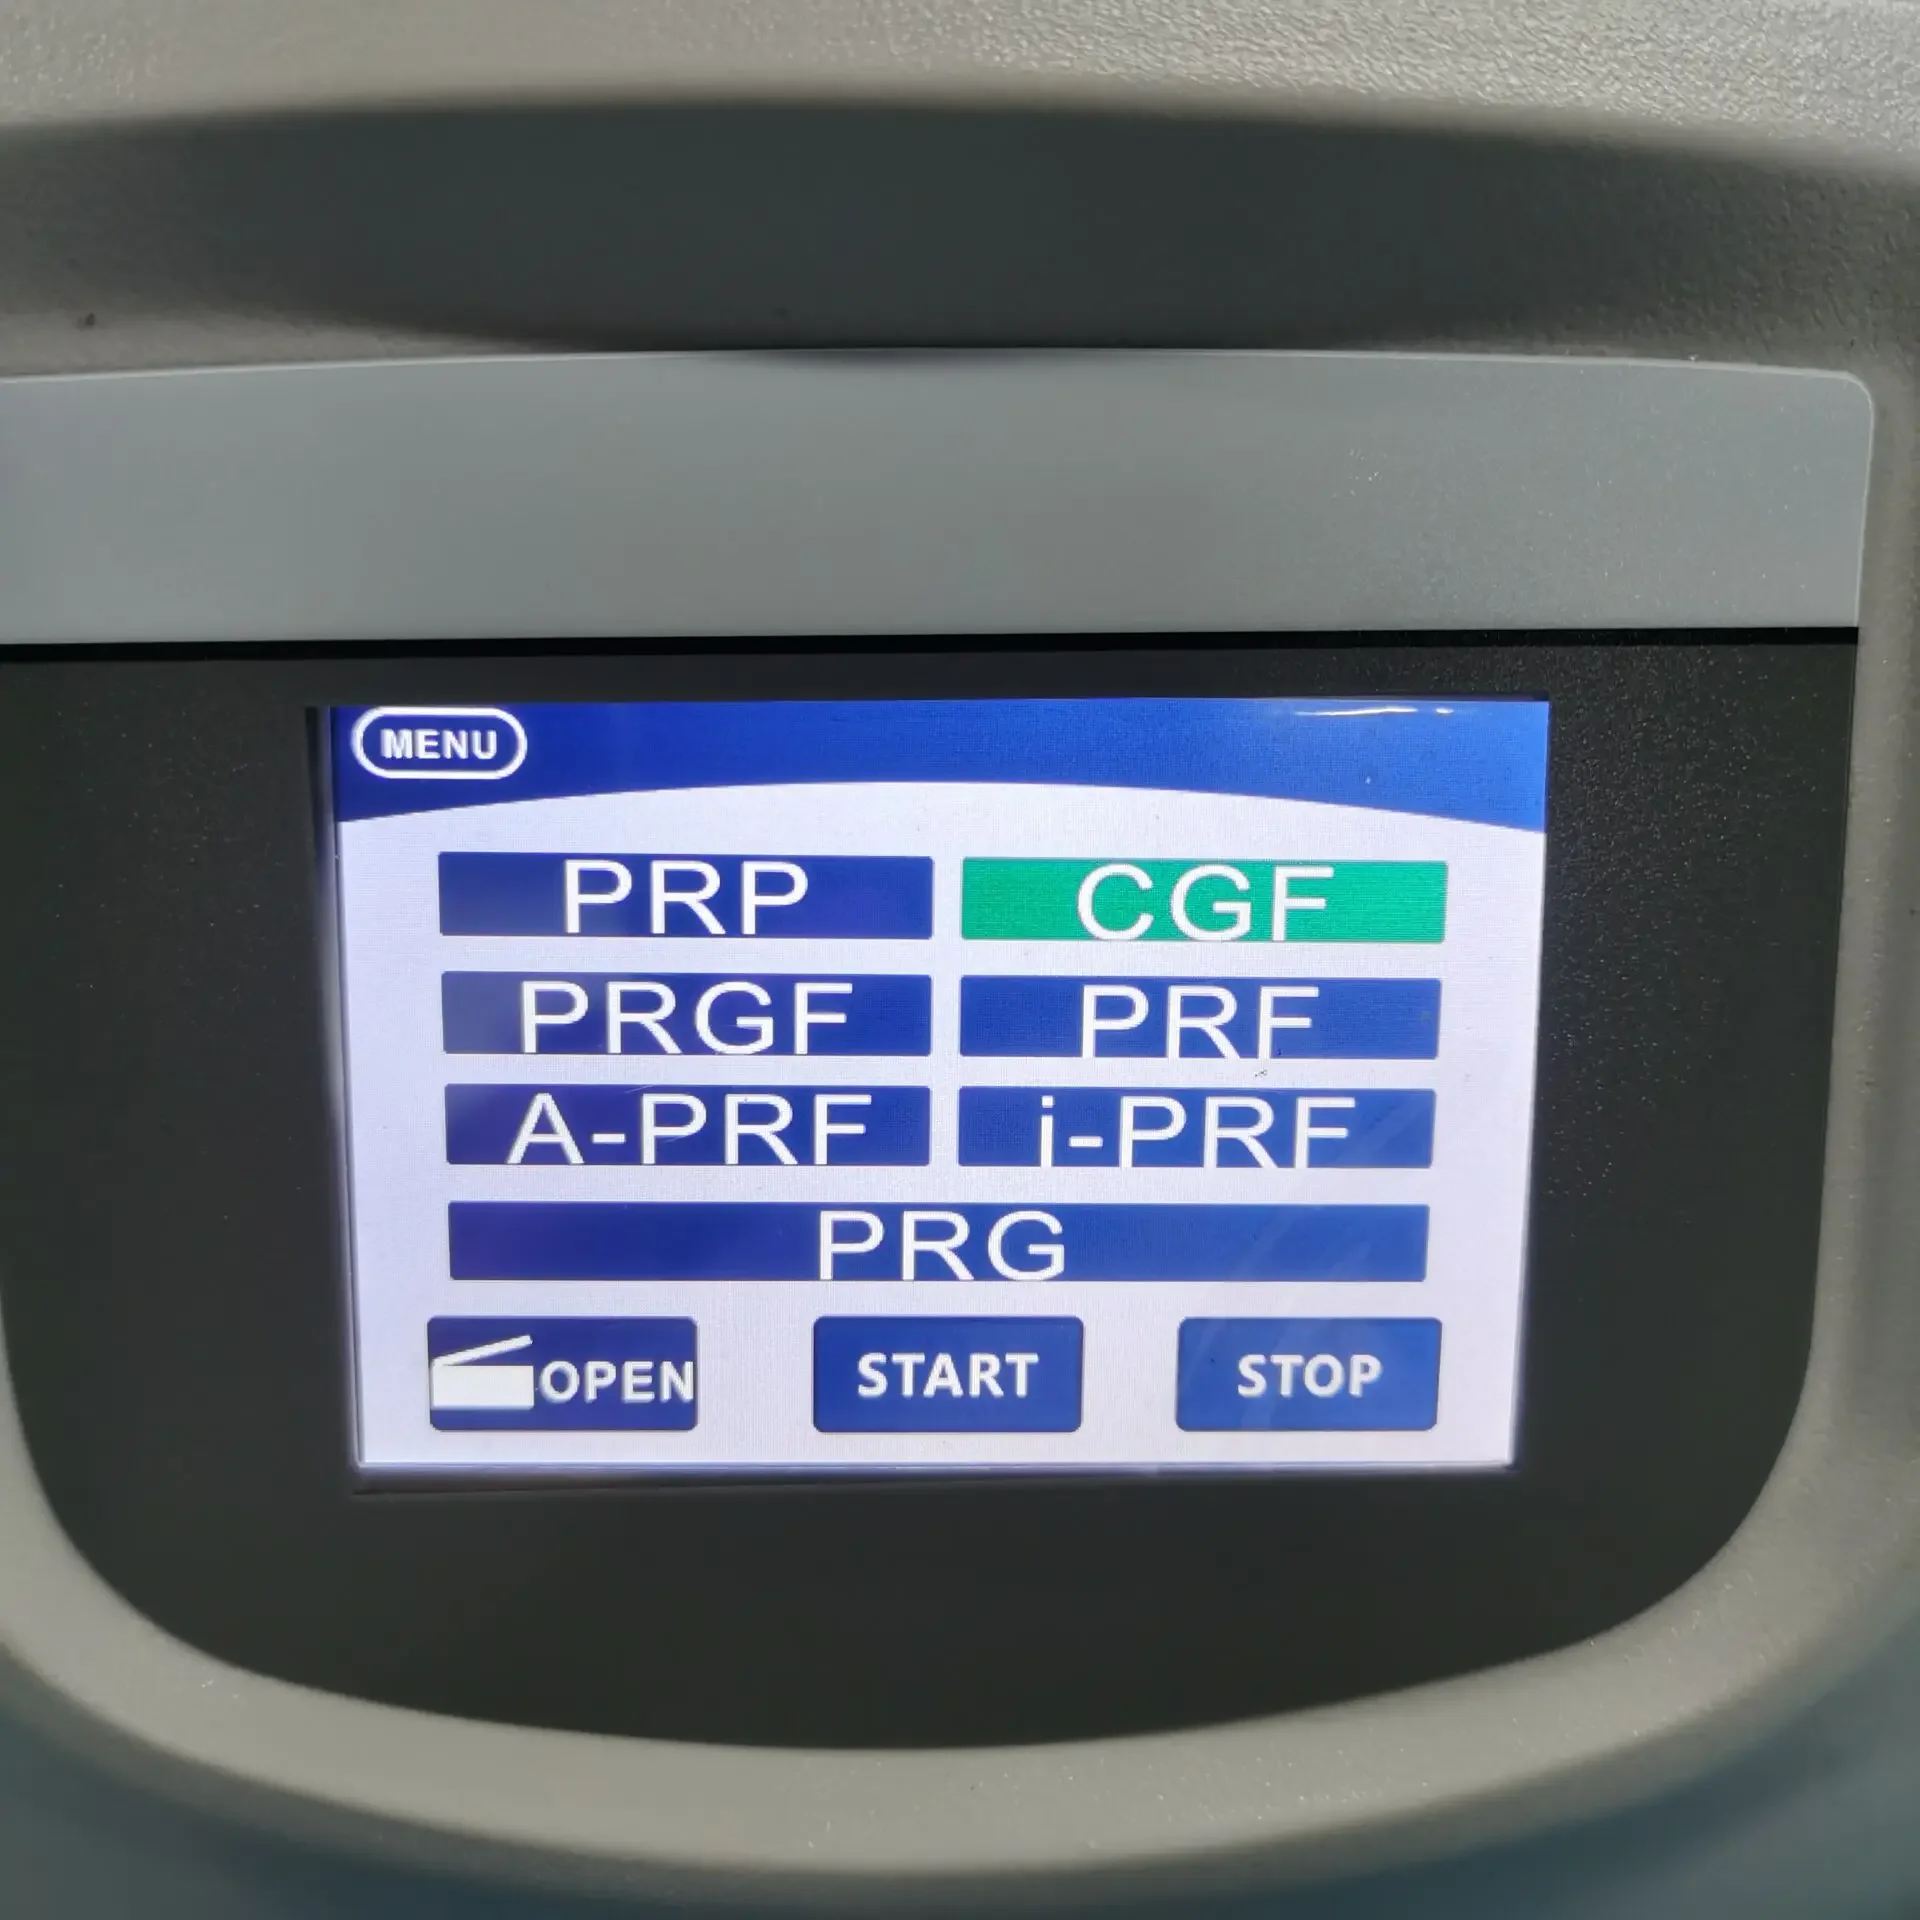 MENU
PRP CGF
PRGF PRF
A-PRF i-PRF
PRG
OPEN START STOP